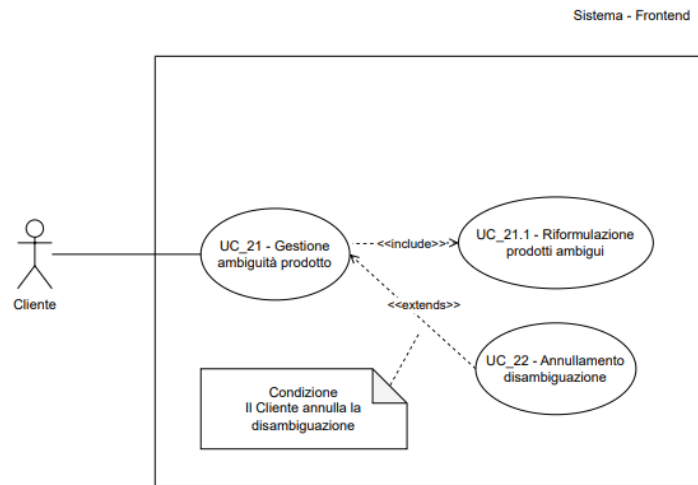 Sistema - Frontend
UC_21 - Gestione
ambiguità prodotto
<<include>>
UC_21.1 - Riformulazione
prodotti ambigui
Cliente
<<extends>>
UC_22 - Annullamento
disambiguazione
Condizione
Il Cliente annulla la
disambiguazione